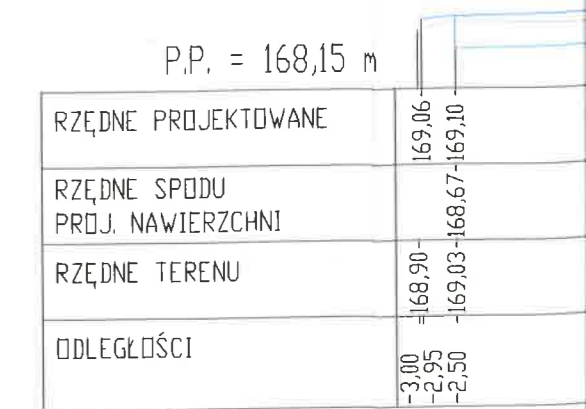 P.P. = 168,15 m
RZĘDNE PROJEKTOWANE
169,06
169,10
RZĘDNE SPODU
PROJ. NAWIERZCHNI
168,67
RZĘDNE TERENU
168,90
169,03
ODLEGŁOŚCI
-3,00
-2,95
-2,50